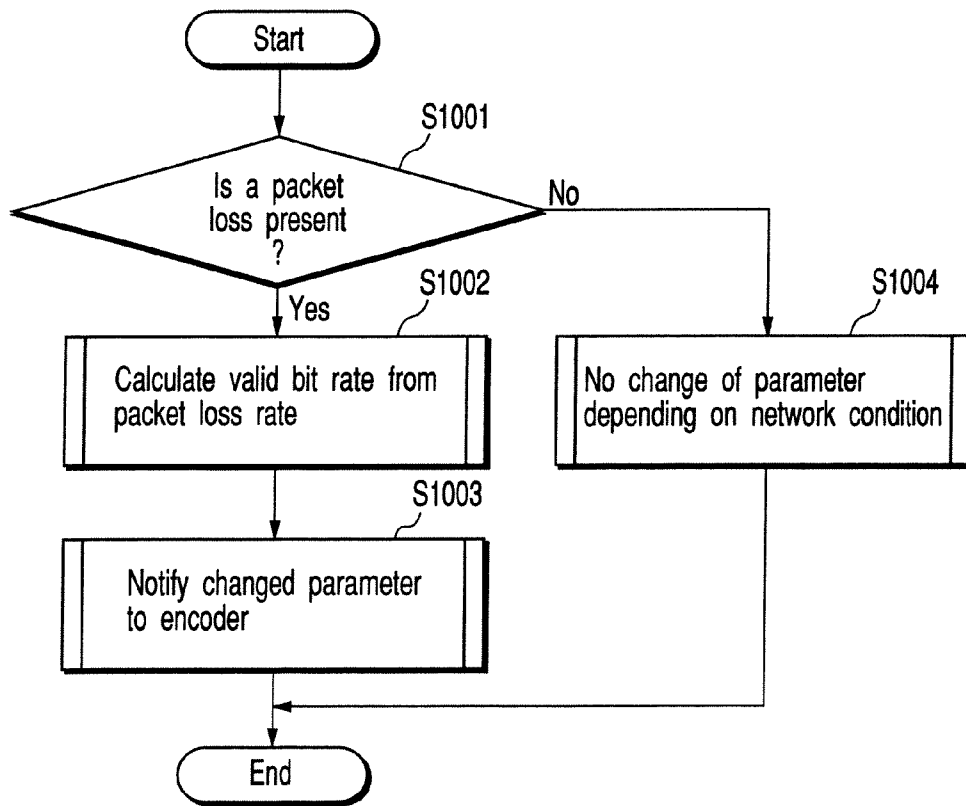 Start
S1001
Is a packet
loss present
?
No
Yes
S1002
Calculate valid bit rate from
packet loss rate
S1004
No change of parameter
depending on network condition
S1003
Notify changed parameter
to encoder
End